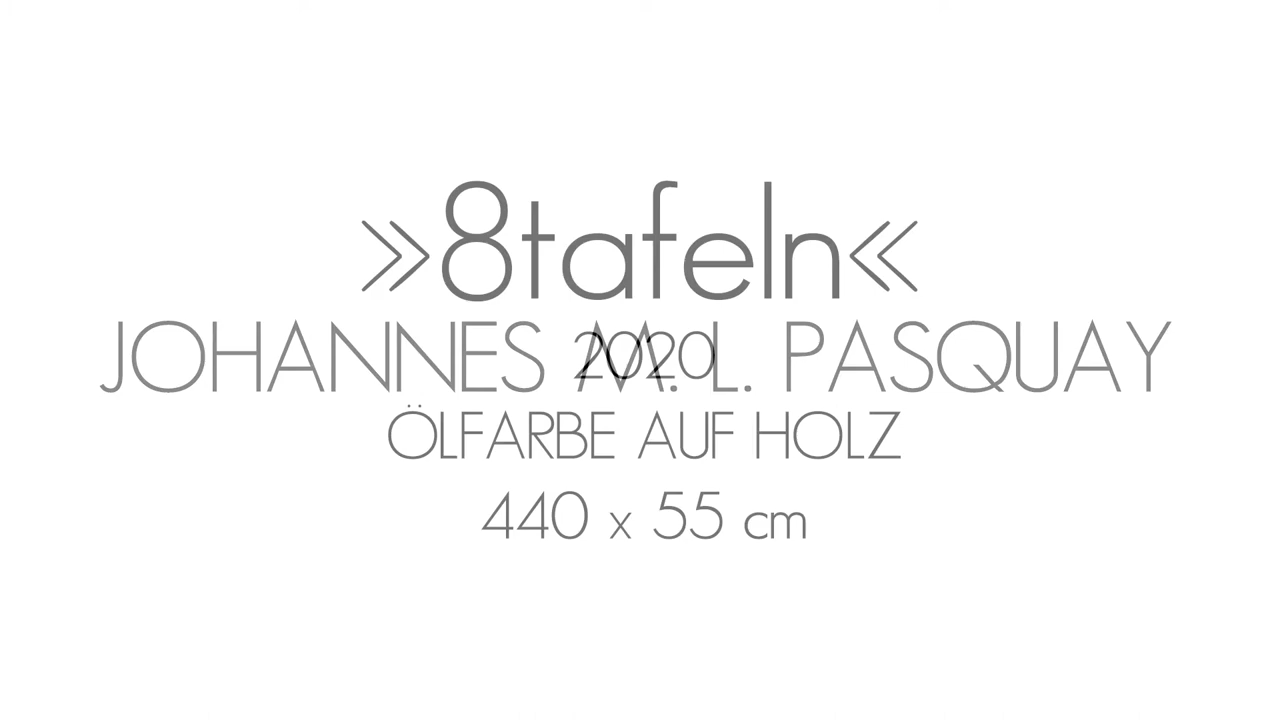 »8tafeln«
JOHANNES M. L. PASQUAY
2020
ÖLFARBE AUF HOLZ
440 x 55 cm